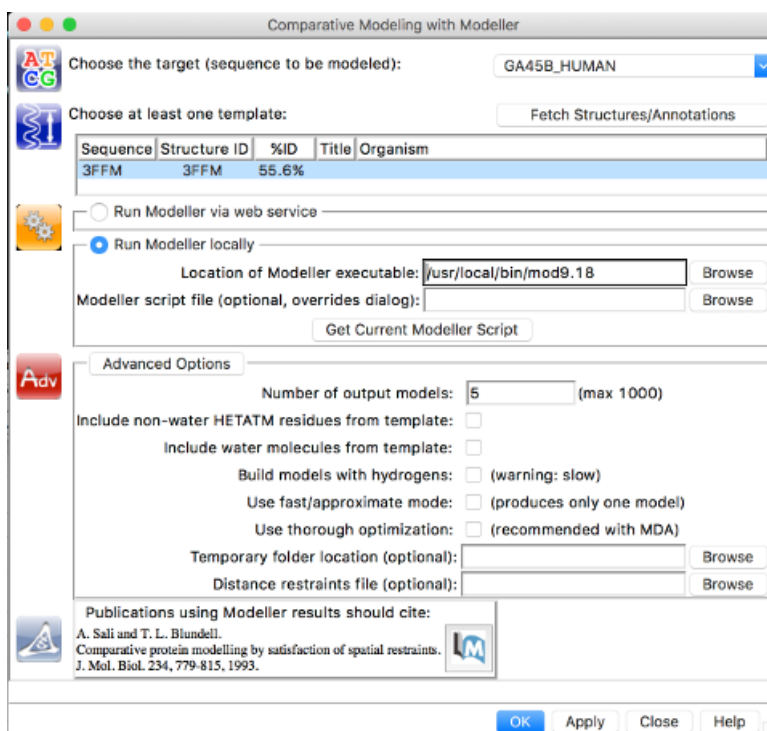 Comparative Modeling with Modeller
AT
CG
Choose the target (sequence to be modeled): GA45B_HUMAN
Choose at least one template: Fetch Structures/Annotations
Sequence Structure ID %ID Title Organism
3FFM 3FFM 55.6%
Run Modeller via web service
Run Modeller locally
Location of Modeller executable: /usr/local/bin/mod9.18 Browse
Modeller script file (optional, overrides dialog): Browse
Get Current Modeller Script
Adv
Advanced Options
Number of output models: 5 (max 1000)
Include non-water HETATM residues from template:
Include water molecules from template:
Build models with hydrogens: (warning: slow)
Use fast/approximate mode: (produces only one model)
Use thorough optimization: (recommended with MDA)
Temporary folder location (optional): Browse
Distance restraints file (optional): Browse
Publications using Modeller results should cite:
A. Sali and T. L. Blundell.
Comparative protein modelling by satisfaction of spatial restraints.
J. Mol. Biol. 234, 779-815, 1993.
M
OK Apply Close Help